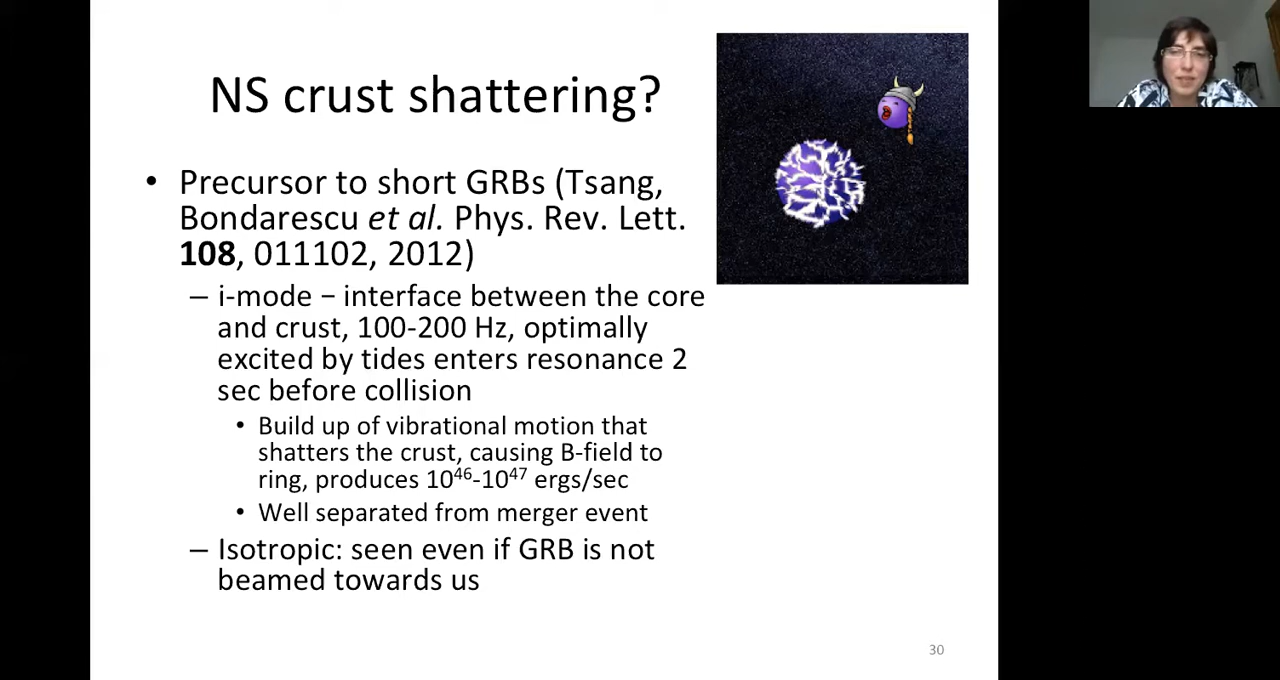 NS crust shattering?
• Precursor to short GRBs (Tsang,
Bondarescu et al. Phys. Rev. Lett.
108, 011102, 2012)
– i-mode – interface between the core
and crust, 100-200 Hz, optimally
excited by tides enters resonance 2
sec before collision
• Build up of vibrational motion that
shatters the crust, causing B-field to
ring, produces 10⁴⁶-10⁴⁷ ergs/sec
• Well separated from merger event
– Isotropic: seen even if GRB is not
beamed towards us
30